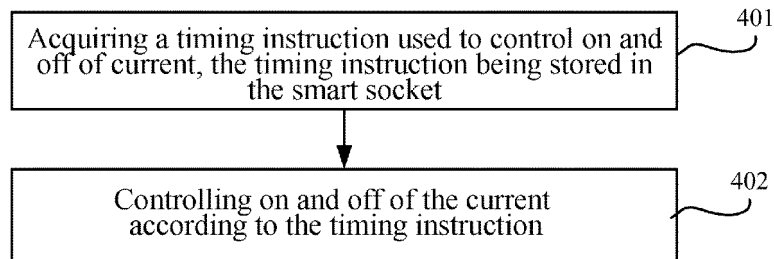 401
Acquiring a timing instruction used to control on and
off of current, the timing instruction being stored in
the smart socket
402
Controlling on and off of the current
according to the timing instruction